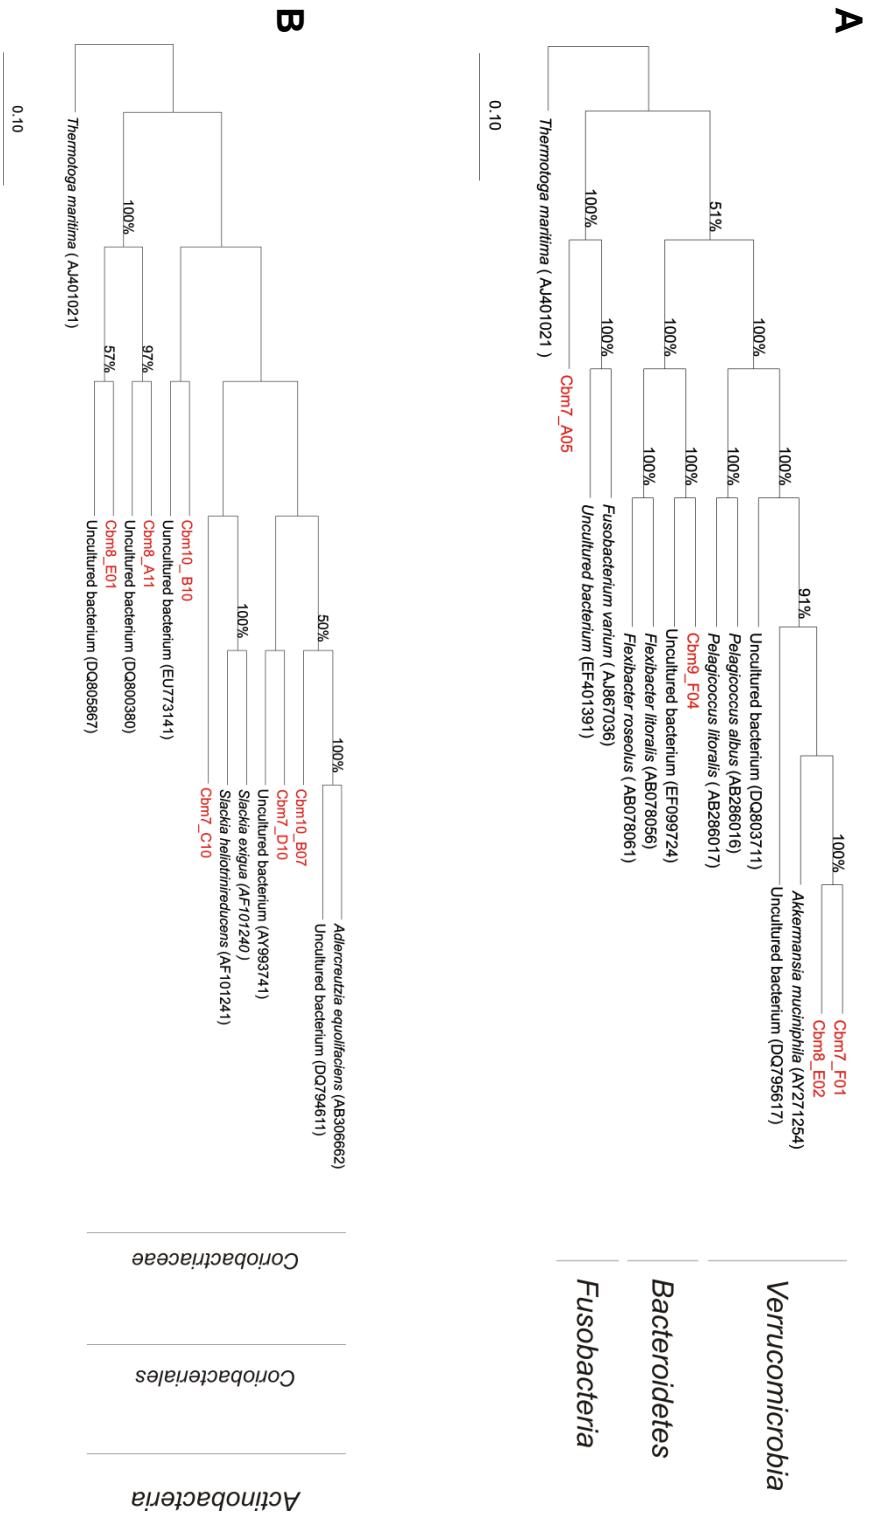 A
0.10
100%
Cbm7_F01
Cbm8_E02
91%
Akkermansia muciniphila (AY271254)
Uncultured bacterium (DQ795617)
100%
Uncultured bacterium (DQ803711)
100%
100%
Pelagicoccus albus (AB286016)
Pelagicoccus litoralis ( AB286017)
51%
100%
100%
Cbm9_F04
Uncultured bacterium (EF099724)
100%
Flexibacter litoralis (AB078056)
Flexibacter roseolus ( AB078061)
100%
100%
Fusobacterium varium ( AJ867036)
Uncultured bacterium (EF401391)
Cbm7_A05
Thermotoga maritima ( AJ401021 )
Verrucomicrobia
Bacteroidetes
Fusobacteria
B
0.10
100%
Adlercreutzia equolifaciens (AB306662)
Uncultured bacterium (DQ794611)
50%
Cbm10_B07
Cbm7_D10
Uncultured bacterium (AY993741)
100%
Slackia exigua (AF101240 )
Slackia heliotrinireducens (AF101241)
Cbm7_C10
Cbm10_ B10
Uuncultured bacterium (EU773141)
100%
97%
Cbm8_A11
Uncultured bacterium (DQ800380)
57%
Cbm8_E01
Uncultured bacterium (DQ805867)
Thermotoga maritima ( AJ401021)
Coriobactriaceae
Coriobacteriales
Actinobacteria